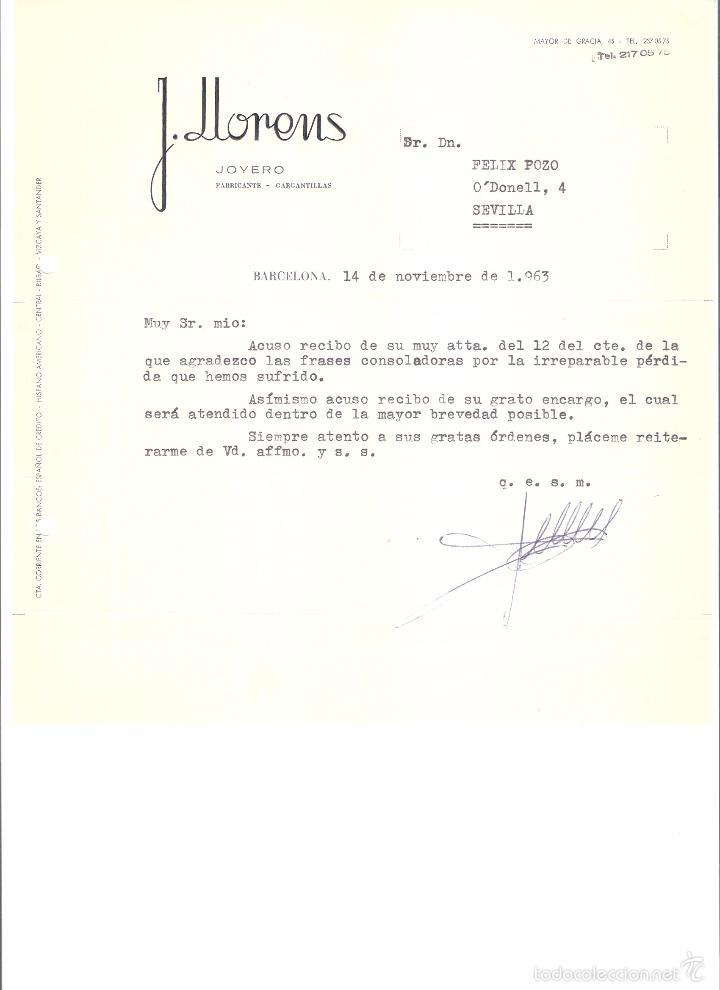 MAYOR DE GRACIA, 45 - TEL.
Tel. 217 05 75
J. Llorens
JOYERO
FABRICANTE - GARGANTILLAS
Sr. Dn.
FELIX POZO
O'Donell, 4
SEVILLA
=======
BARCELONA, 14 de noviembre de 1.963
Muy Sr. mio:
Acuso recibo de su muy atta. del 12 del cte. de la
que agradezco las frases consoladoras por la irreparable pérdi-
da que hemos sufrido.
Asímismo acuso recibo de su grato encargo, el cual
será atendido dentro de la mayor brevedad posible.
Siempre atento a sus gratas órdenes, pláceme reite-
rarme de Vd. affmo. y s. s.
q. e. s. m.
CTA. CORRIENTE EN LOS BANCOS: ESPAÑOL DE CREDITO - HISPANO AMERICANO - CENTRAL - BILBAO - VIZCAYA Y SANTANDER
todocoleccion.net